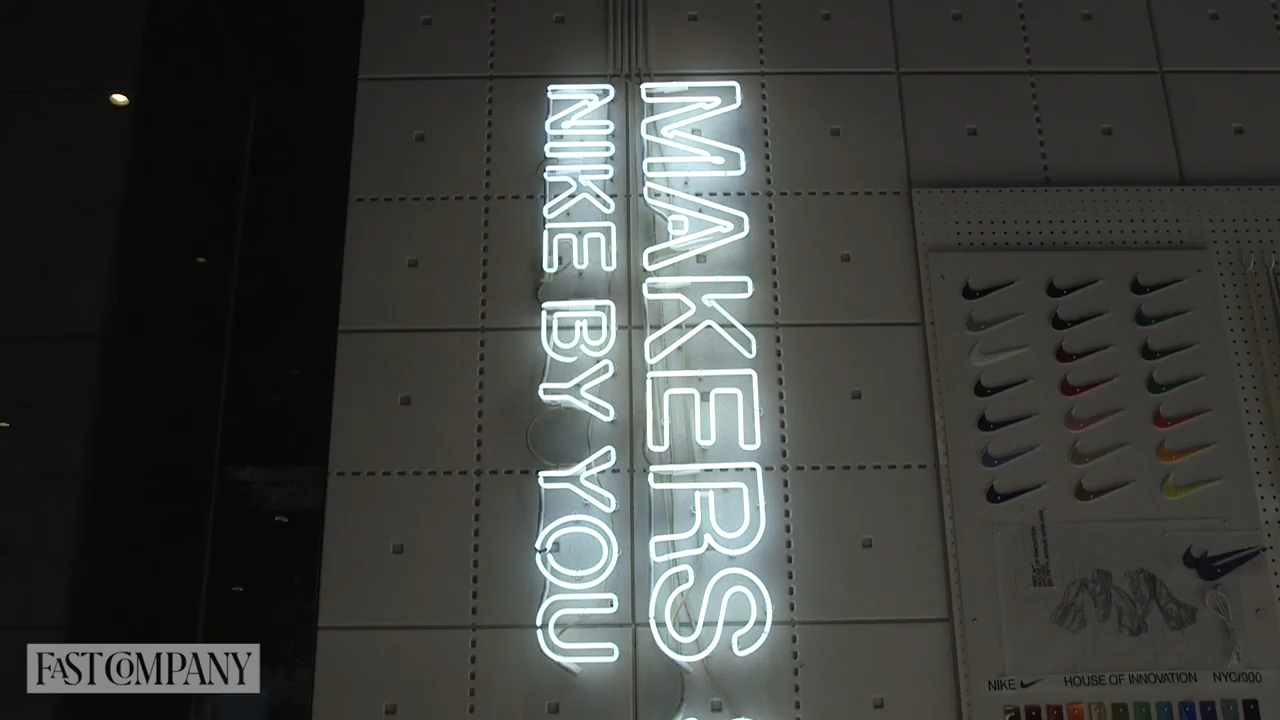 MAKERS
NIKE BY YOU
NIKE HOUSE OF INNOVATION NYC/000
FAST COMPANY